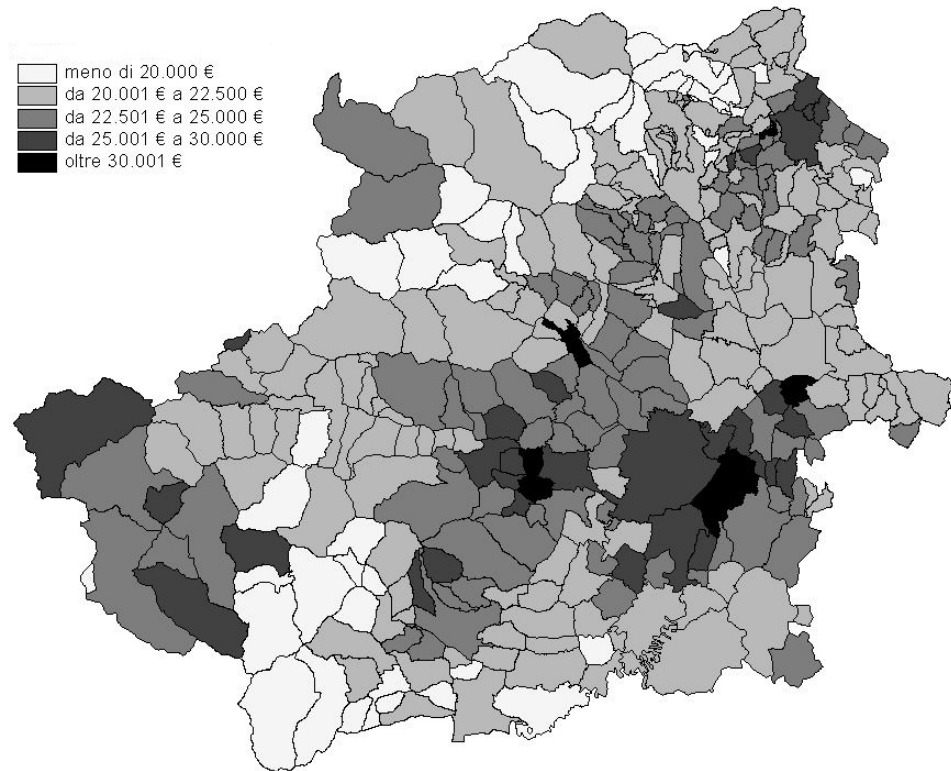 meno di 20.000 €
da 20.001 € a 22.500 €
da 22.501 € a 25.000 €
da 25.001 € a 30.000 €
oltre 30.001 €